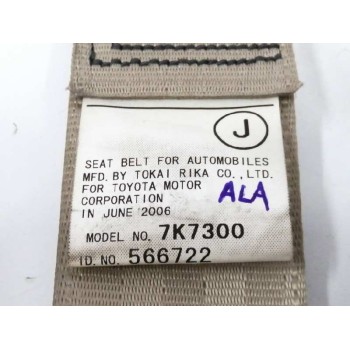 J
SEAT BELT FOR AUTOMOBILES
MFD. BY TOKAI RIKA CO., LTD.
FOR TOYOTA MOTOR
CORPORATION
IN JUNE 2006
ALA
MODEL NO. 7K7300
ID. NO. 566722